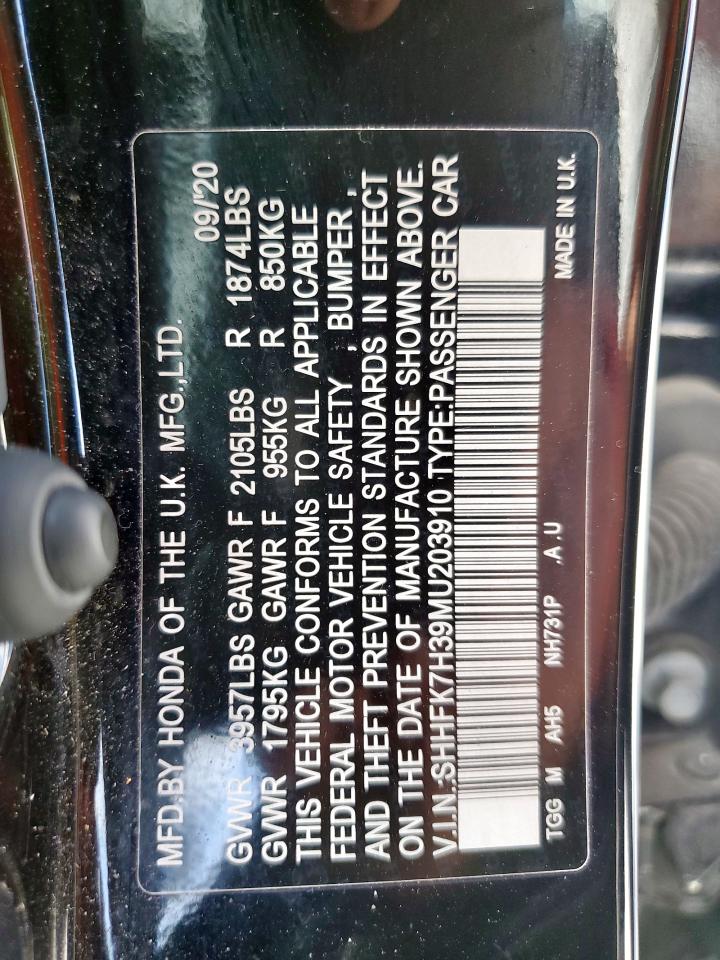 MFD.BY HONDA OF THE U.K. MFG.,LTD.
09/'20
GVWR 3957LBS GAWR F 2105LBS R 1874LBS
GVWR 1795KG GAWR F 955KG R 850KG
THIS VEHICLE CONFORMS TO ALL APPLICABLE
FEDERAL MOTOR VEHICLE SAFETY , BUMPER ,
AND THEFT PREVENTION STANDARDS IN EFFECT
ON THE DATE OF MANUFACTURE SHOWN ABOVE.
V.I.N.:SHHFK7H39MU203910 TYPE:PASSENGER CAR
TGG M AH5 NH731P .A .U MADE IN U.K.